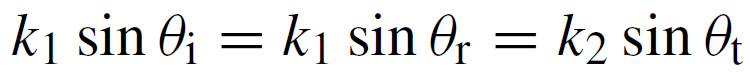 k₁ sin θᵢ = k₁ sin θᵣ = k₂ sin θₜ